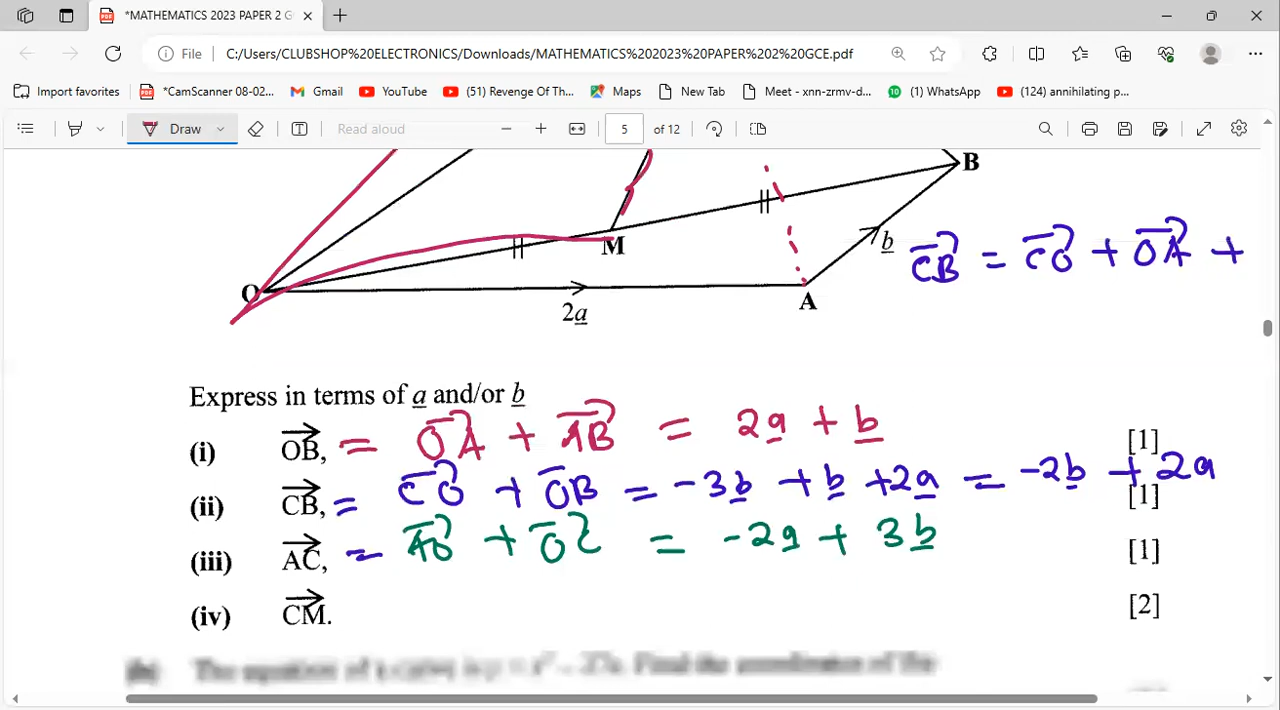 *MATHEMATICS 2023 PAPER 2 G
File C:/Users/CLUBSHOP%20ELECTRONICS/Downloads/MATHEMATICS%202023%20PAPER%202%20GCE.pdf
Import favorites *CamScanner 08-02... Gmail YouTube (51) Revenge Of Th... Maps New Tab Meet - xnn-zrmv-d... 10 (1) WhatsApp (124) annihilating p...
Draw Read aloud 5 of 12
B
M
b
CB = CO + OA +
O
A
2a
Express in terms of a and/or b
(i) OB, = OA + AB = 2a + b [1]
(ii) CB, = CO + OB = -3b + b + 2a = -2b + 2a [1]
(iii) AC, = AO + OC = -2a + 3b [1]
(iv) CM. [2]